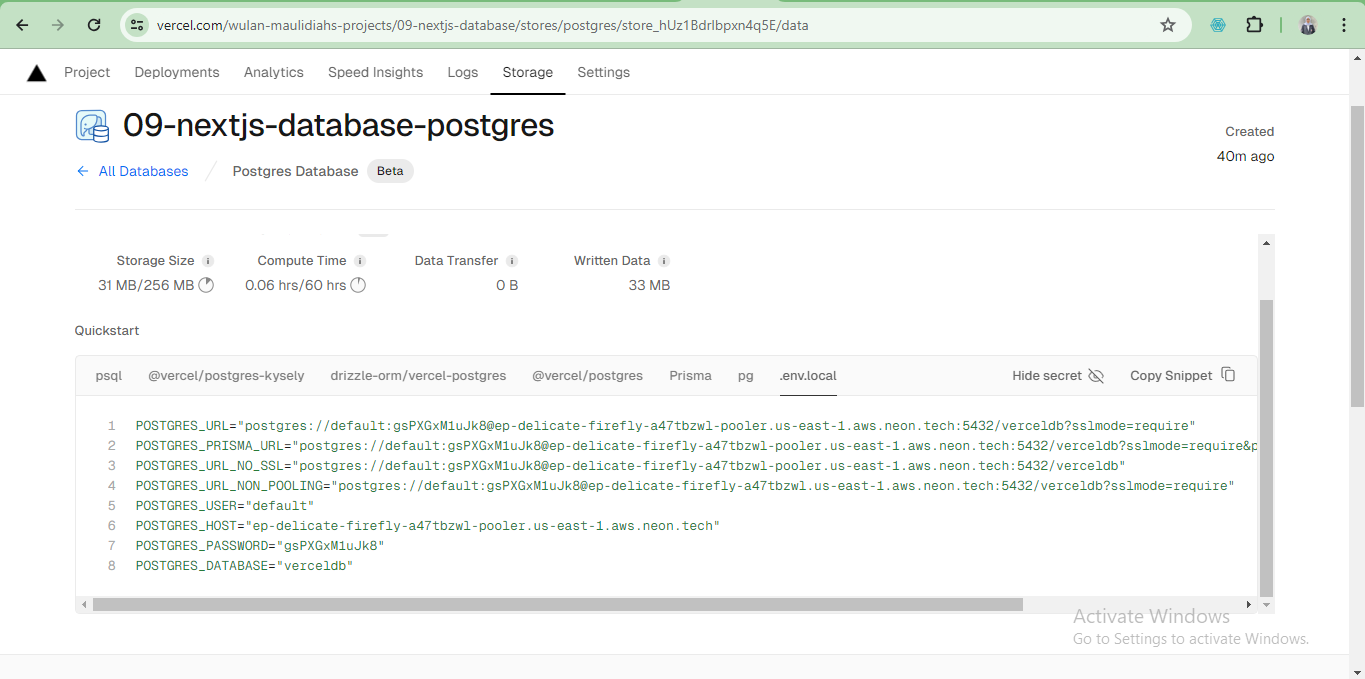 vercel.com/wulan-maulidiahs-projects/09-nextjs-database/stores/postgres/store_hUz1Bdrlbpxn4q5E/data
Project Deployments Analytics Speed Insights Logs Storage Settings
09-nextjs-database-postgres
Created
40m ago
All Databases / Postgres Database Beta
Storage Size Compute Time Data Transfer Written Data
31 MB/256 MB 0.06 hrs/60 hrs 0 B 33 MB
Quickstart
psql @vercel/postgres-kysely drizzle-orm/vercel-postgres @vercel/postgres Prisma pg .env.local Hide secret Copy Snippet
1 POSTGRES_URL="postgres://default:gsPXGxM1uJk8@ep-delicate-firefly-a47tbzwl-pooler.us-east-1.aws.neon.tech:5432/verceldb?sslmode=require"
2 POSTGRES_PRISMA_URL="postgres://default:gsPXGxM1uJk8@ep-delicate-firefly-a47tbzwl-pooler.us-east-1.aws.neon.tech:5432/verceldb?sslmode=require&p
3 POSTGRES_URL_NO_SSL="postgres://default:gsPXGxM1uJk8@ep-delicate-firefly-a47tbzwl-pooler.us-east-1.aws.neon.tech:5432/verceldb"
4 POSTGRES_URL_NON_POOLING="postgres://default:gsPXGxM1uJk8@ep-delicate-firefly-a47tbzwl.us-east-1.aws.neon.tech:5432/verceldb?sslmode=require"
5 POSTGRES_USER="default"
6 POSTGRES_HOST="ep-delicate-firefly-a47tbzwl-pooler.us-east-1.aws.neon.tech"
7 POSTGRES_PASSWORD="gsPXGxM1uJk8"
8 POSTGRES_DATABASE="verceldb"
Activate Windows
Go to Settings to activate Windows.